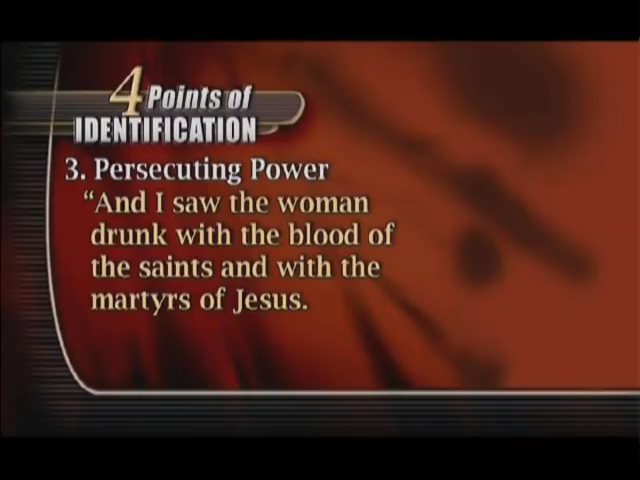 4 Points of
IDENTIFICATION
3. Persecuting Power
“And I saw the woman
drunk with the blood of
the saints and with the
martyrs of Jesus.